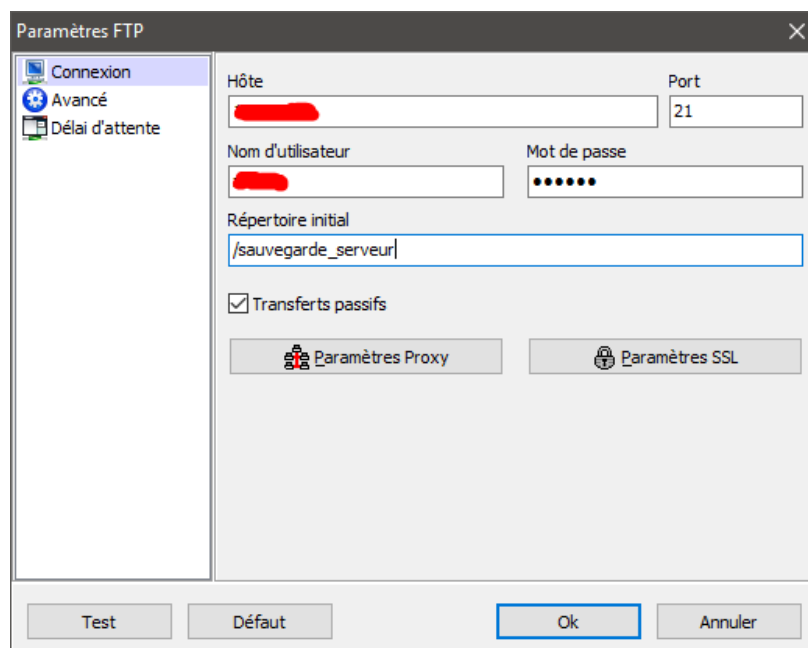 Paramètres FTP
Connexion
Avancé
Délai d'attente
Hôte
Port
21
Nom d'utilisateur
Mot de passe
••••••
Répertoire initial
/sauvegarde_serveur
Transferts passifs
Paramètres Proxy
Paramètres SSL
Test
Défaut
Ok
Annuler